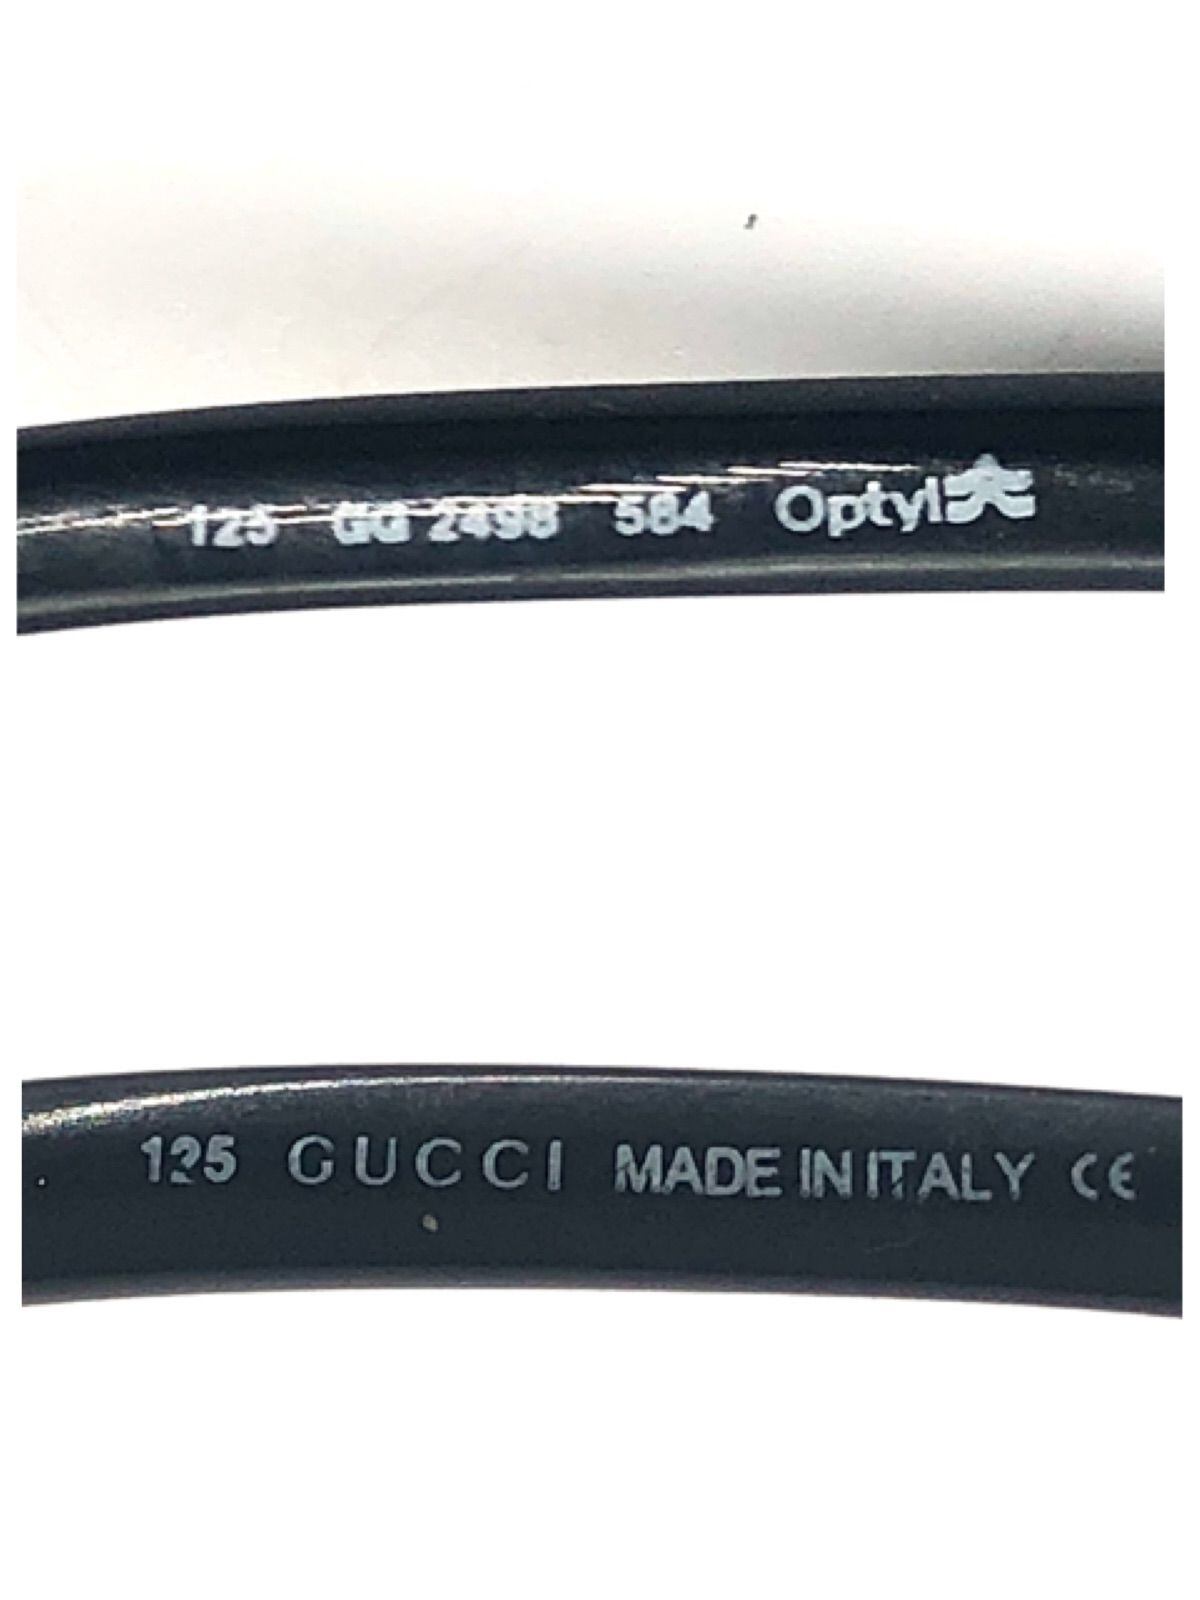 125 GG 2498 584 Optyl
125 GUCCI MADE IN ITALY CE